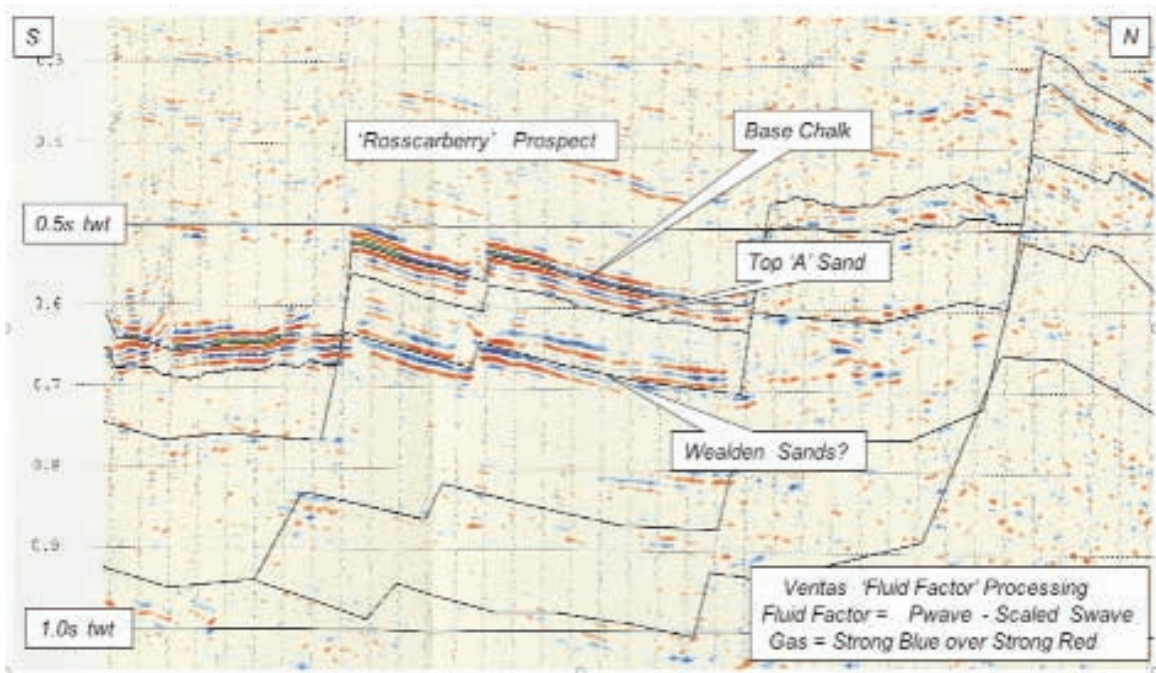 S
N
'Rosscarberry' Prospect
Base Chalk
0.5s twt
Top 'A' Sand
0.6
0.7
Wealden Sands?
0.8
0.9
Veritas 'Fluid Factor' Processing
Fluid Factor = Pwave - Scaled Swave
Gas = Strong Blue over Strong Red
1.0s twt